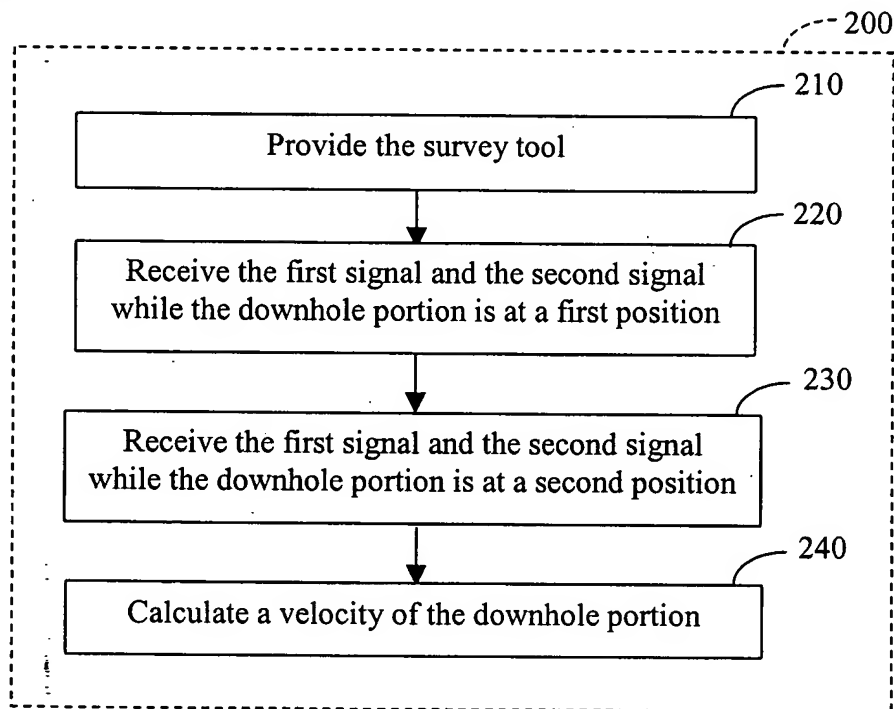 200
210
Provide the survey tool
220
Receive the first signal and the second signal
while the downhole portion is at a first position
230
Receive the first signal and the second signal
while the downhole portion is at a second position
240
Calculate a velocity of the downhole portion